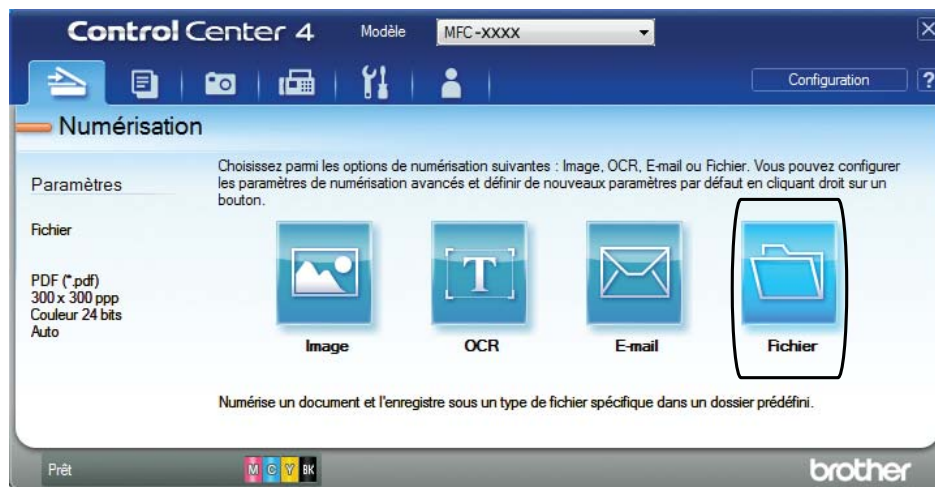 Control Center 4
Modèle
MFC-XXXX
Configuration
?
Numérisation
Paramètres
Fichier
PDF (*.pdf)
300 x 300 ppp
Couleur 24 bits
Auto
Choisissez parmi les options de numérisation suivantes : Image, OCR, E-mail ou Fichier. Vous pouvez configurer
les paramètres de numérisation avancés et définir de nouveaux paramètres par défaut en cliquant droit sur un
bouton.
T
Image
OCR
E-mail
Fichier
Numérise un document et l'enregistre sous un type de fichier spécifique dans un dossier prédéfini.
Prêt
M C Y BK
brother